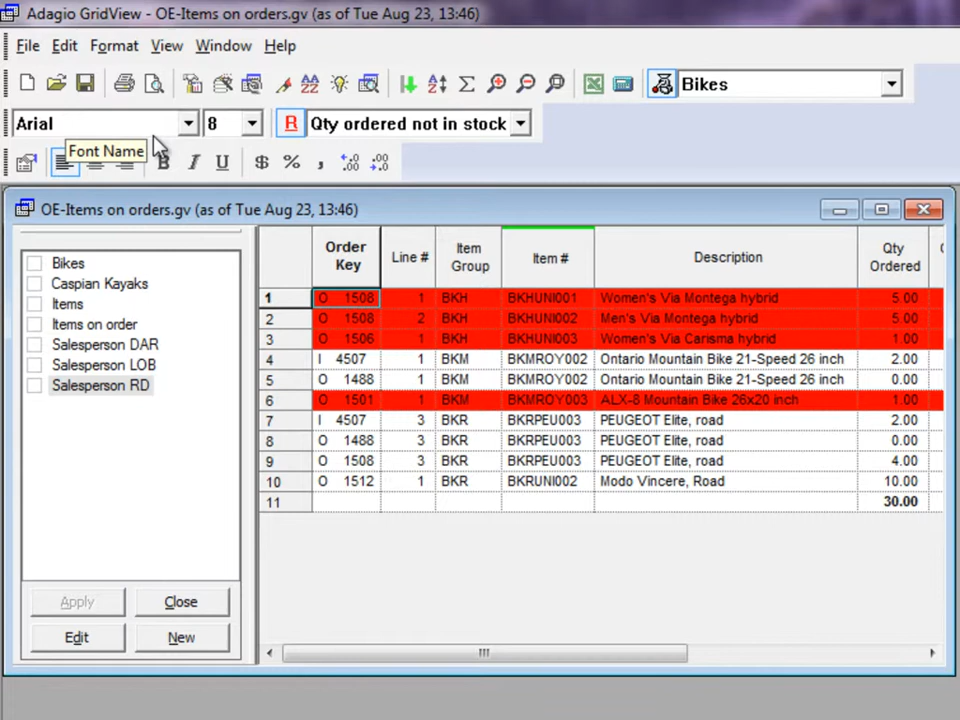 Adagio GridView - OE-Items on orders.gv (as of Tue Aug 23, 13:46)
File Edit Format View Window Help
Bikes
Arial 8 R Qty ordered not in stock
Font Name
B I U $ % , .00 .00
OE-Items on orders.gv (as of Tue Aug 23, 13:46)
Bikes
Caspian Kayaks
Items
Items on order
Salesperson DAR
Salesperson LOB
Salesperson RD
Apply Close
Edit New
Order Key Line # Item Group Item # Description Qty Ordered
1 O 1508 1 BKH BKHUNI001 Women's Via Montega hybrid 5.00
2 O 1508 2 BKH BKHUNI002 Men's Via Montega hybrid 5.00
3 O 1506 1 BKH BKHUNI003 Women's Via Carisma hybrid 1.00
4 I 4507 1 BKM BKMROY002 Ontario Mountain Bike 21-Speed 26 inch 2.00
5 O 1488 1 BKM BKMROY002 Ontario Mountain Bike 21-Speed 26 inch 0.00
6 O 1501 1 BKM BKMROY003 ALX-8 Mountain Bike 26x20 inch 1.00
7 I 4507 3 BKR BKRPEU003 PEUGEOT Elite, road 2.00
8 O 1488 3 BKR BKRPEU003 PEUGEOT Elite, road 0.00
9 O 1508 3 BKR BKRPEU003 PEUGEOT Elite, road 4.00
10 O 1512 1 BKR BKRUNI002 Modo Vincere, Road 10.00
11 30.00